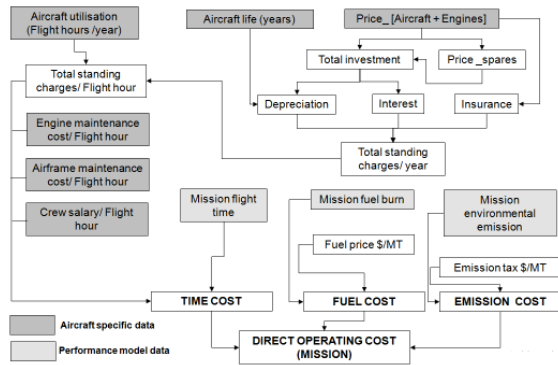 Aircraft utilisation
(Flight hours /year)
Aircraft life (years)
Price_ [Aircraft + Engines]
Total standing
charges/ Flight hour
Total investment
Price _spares
Depreciation
Interest
Insurance
Engine maintenance
cost/ Flight hour
Total standing
charges/ year
Airframe maintenance
cost/ Flight hour
Crew salary/ Flight
hour
Mission flight
time
Mission fuel burn
Mission
environmental
emission
Fuel price $/MT
Emission tax $/MT
TIME COST
FUEL COST
EMISSION COST
Aircraft specific data
Performance model data
DIRECT OPERATING COST
(MISSION)